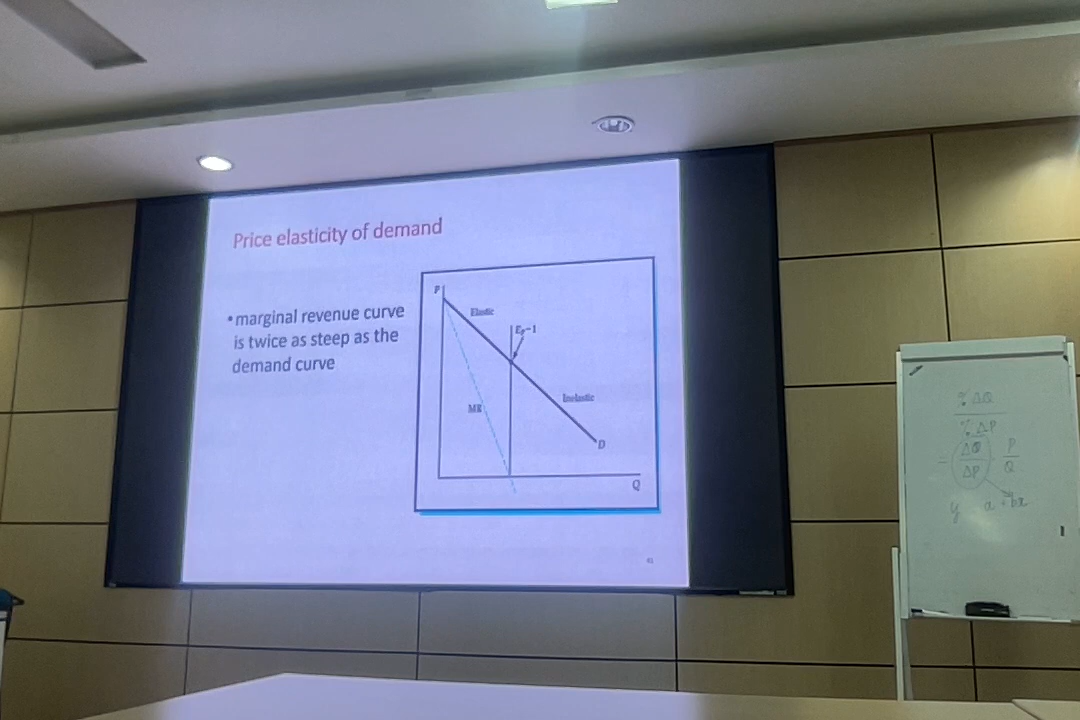 Price elasticity of demand
•marginal revenue curve
is twice as steep as the
demand curve
P
Elastic
Ep=1
MR
Inelastic
D
Q
% ΔQ
% ΔP
= ΔQ P
ΔP Q
y a + bx